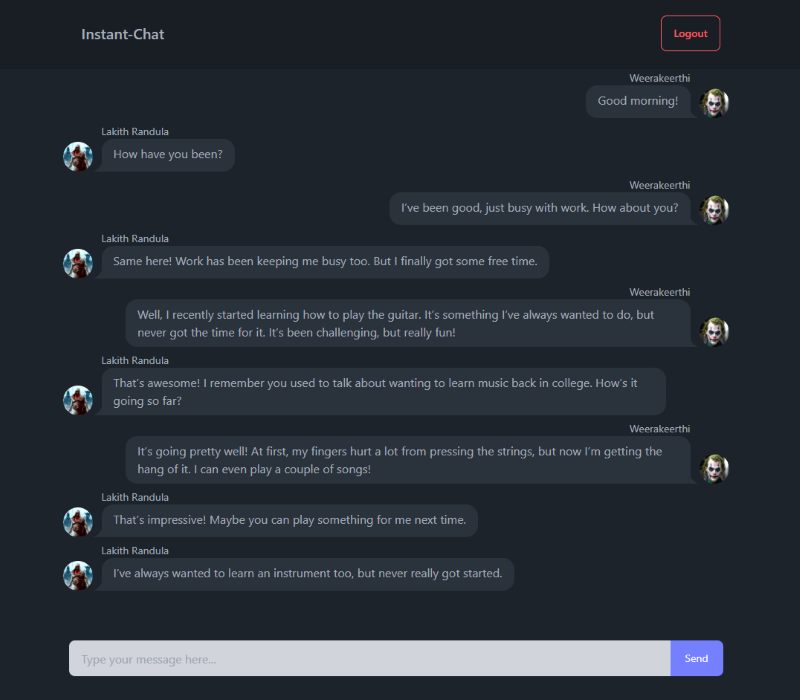 Instant-Chat
Logout
Weerakeerthi
Good morning!
Lakith Randula
How have you been?
Weerakeerthi
I've been good, just busy with work. How about you?
Lakith Randula
Same here! Work has been keeping me busy too. But I finally got some free time.
Weerakeerthi
Well, I recently started learning how to play the guitar. It's something I've always wanted to do, but
never got the time for it. It's been challenging, but really fun!
Lakith Randula
That's awesome! I remember you used to talk about wanting to learn music back in college. How's it
going so far?
Weerakeerthi
It's going pretty well! At first, my fingers hurt a lot from pressing the strings, but now I'm getting the
hang of it. I can even play a couple of songs!
Lakith Randula
That's impressive! Maybe you can play something for me next time.
Lakith Randula
I've always wanted to learn an instrument too, but never really got started.
Type your message here...
Send